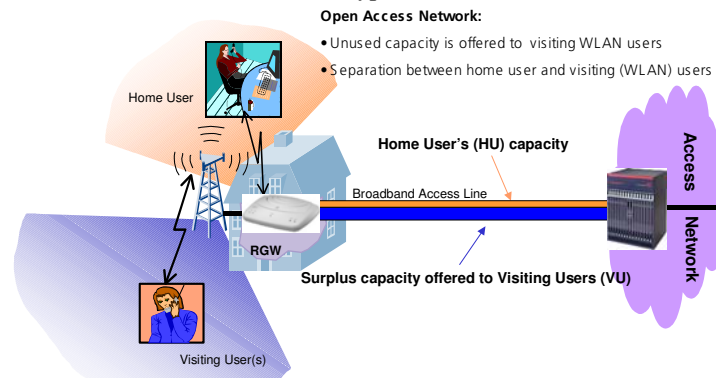 Open Access Network:
• Unused capacity is offered to visiting WLAN users
• Separation between home user and visiting (WLAN) users
Home User
Home User's (HU) capacity
Broadband Access Line
RGW
Surplus capacity offered to Visiting Users (VU)
Visiting User(s)
Access
Network